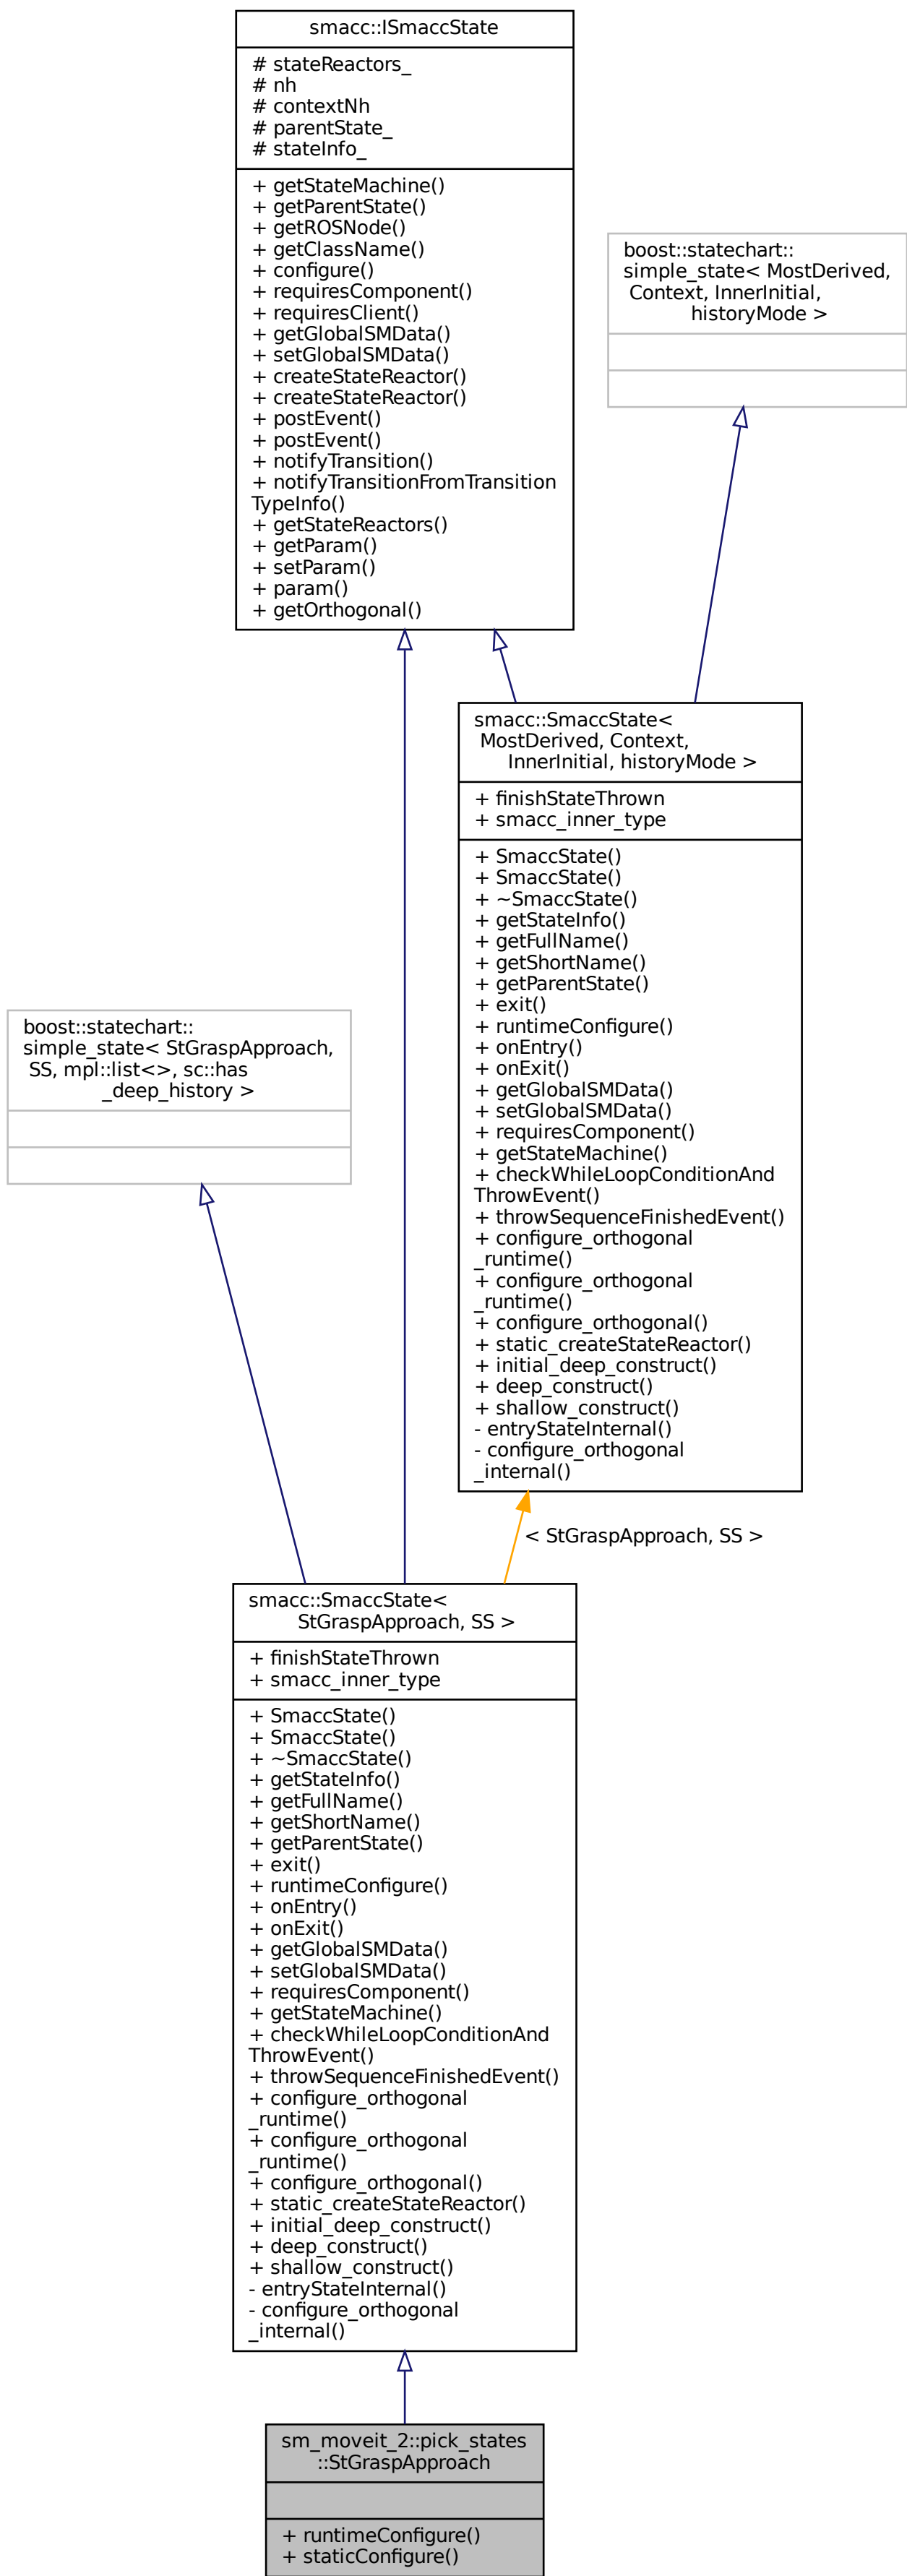 smacc::ISmaccState
# stateReactors_
# nh
# contextNh
# parentState_
# stateInfo_
+ getStateMachine()
+ getParentState()
+ getROSNode()
+ getClassName()
+ configure()
+ requiresComponent()
+ requiresClient()
+ getGlobalSMData()
+ setGlobalSMData()
+ createStateReactor()
+ createStateReactor()
+ postEvent()
+ postEvent()
+ notifyTransition()
+ notifyTransitionFromTransition
TypeInfo()
+ getStateReactors()
+ getParam()
+ setParam()
+ param()
+ getOrthogonal()
boost::statechart::
simple_state< MostDerived,
Context, InnerInitial,
historyMode >
smacc::SmaccState<
MostDerived, Context,
InnerInitial, historyMode >
+ finishStateThrown
+ smacc_inner_type
+ SmaccState()
+ SmaccState()
+ ~SmaccState()
+ getStateInfo()
+ getFullName()
+ getShortName()
+ getParentState()
+ exit()
+ runtimeConfigure()
+ onEntry()
+ onExit()
+ getGlobalSMData()
+ setGlobalSMData()
+ requiresComponent()
+ getStateMachine()
+ checkWhileLoopConditionAnd
ThrowEvent()
+ throwSequenceFinishedEvent()
+ configure_orthogonal
_runtime()
+ configure_orthogonal
_runtime()
+ configure_orthogonal()
+ static_createStateReactor()
+ initial_deep_construct()
+ deep_construct()
+ shallow_construct()
- entryStateInternal()
- configure_orthogonal
_internal()
boost::statechart::
simple_state< StGraspApproach,
SS, mpl::list<>, sc::has
_deep_history >
< StGraspApproach, SS >
smacc::SmaccState<
StGraspApproach, SS >
+ finishStateThrown
+ smacc_inner_type
+ SmaccState()
+ SmaccState()
+ ~SmaccState()
+ getStateInfo()
+ getFullName()
+ getShortName()
+ getParentState()
+ exit()
+ runtimeConfigure()
+ onEntry()
+ onExit()
+ getGlobalSMData()
+ setGlobalSMData()
+ requiresComponent()
+ getStateMachine()
+ checkWhileLoopConditionAnd
ThrowEvent()
+ throwSequenceFinishedEvent()
+ configure_orthogonal
_runtime()
+ configure_orthogonal
_runtime()
+ configure_orthogonal()
+ static_createStateReactor()
+ initial_deep_construct()
+ deep_construct()
+ shallow_construct()
- entryStateInternal()
- configure_orthogonal
_internal()
sm_moveit_2::pick_states
::StGraspApproach
+ runtimeConfigure()
+ staticConfigure()